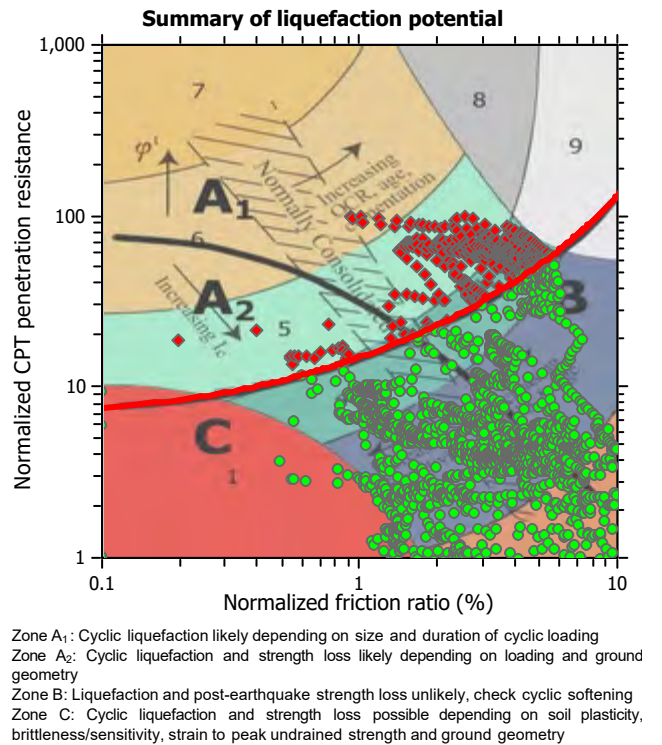 Summary of liquefaction potential
1,000
7
8
9
φ'
Increasing
OCR, age,
cementation
A1
Normally Consolidated
100
6
A2
Increasing Ic
5
B
10
C
1
1
0.1
1
10
Normalized CPT penetration resistance
Normalized friction ratio (%)
Zone A1: Cyclic liquefaction likely depending on size and duration of cyclic loading
Zone A2: Cyclic liquefaction and strength loss likely depending on loading and ground
geometry
Zone B: Liquefaction and post-earthquake strength loss unlikely, check cyclic softening
Zone C: Cyclic liquefaction and strength loss possible depending on soil plasticity,
brittleness/sensitivity, strain to peak undrained strength and ground geometry